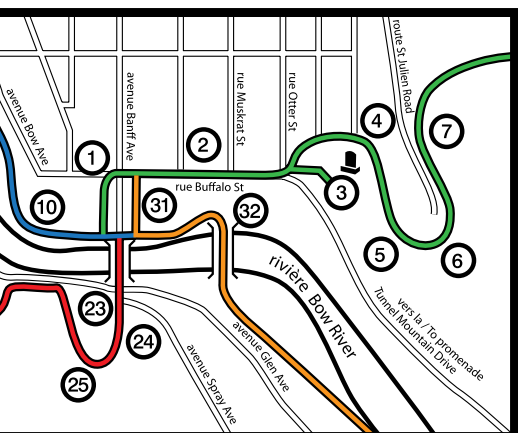 route St Julien Road
avenue Bow Ave
avenue Banff Ave
rue Muskrat St
rue Otter St
1
2
3
4
7
rue Buffalo St
10
31
32
5
6
rivière Bow River
23
24
25
avenue Glen Ave
avenue Spray Ave
vers la / To promenade
Tunnel Mountain Drive